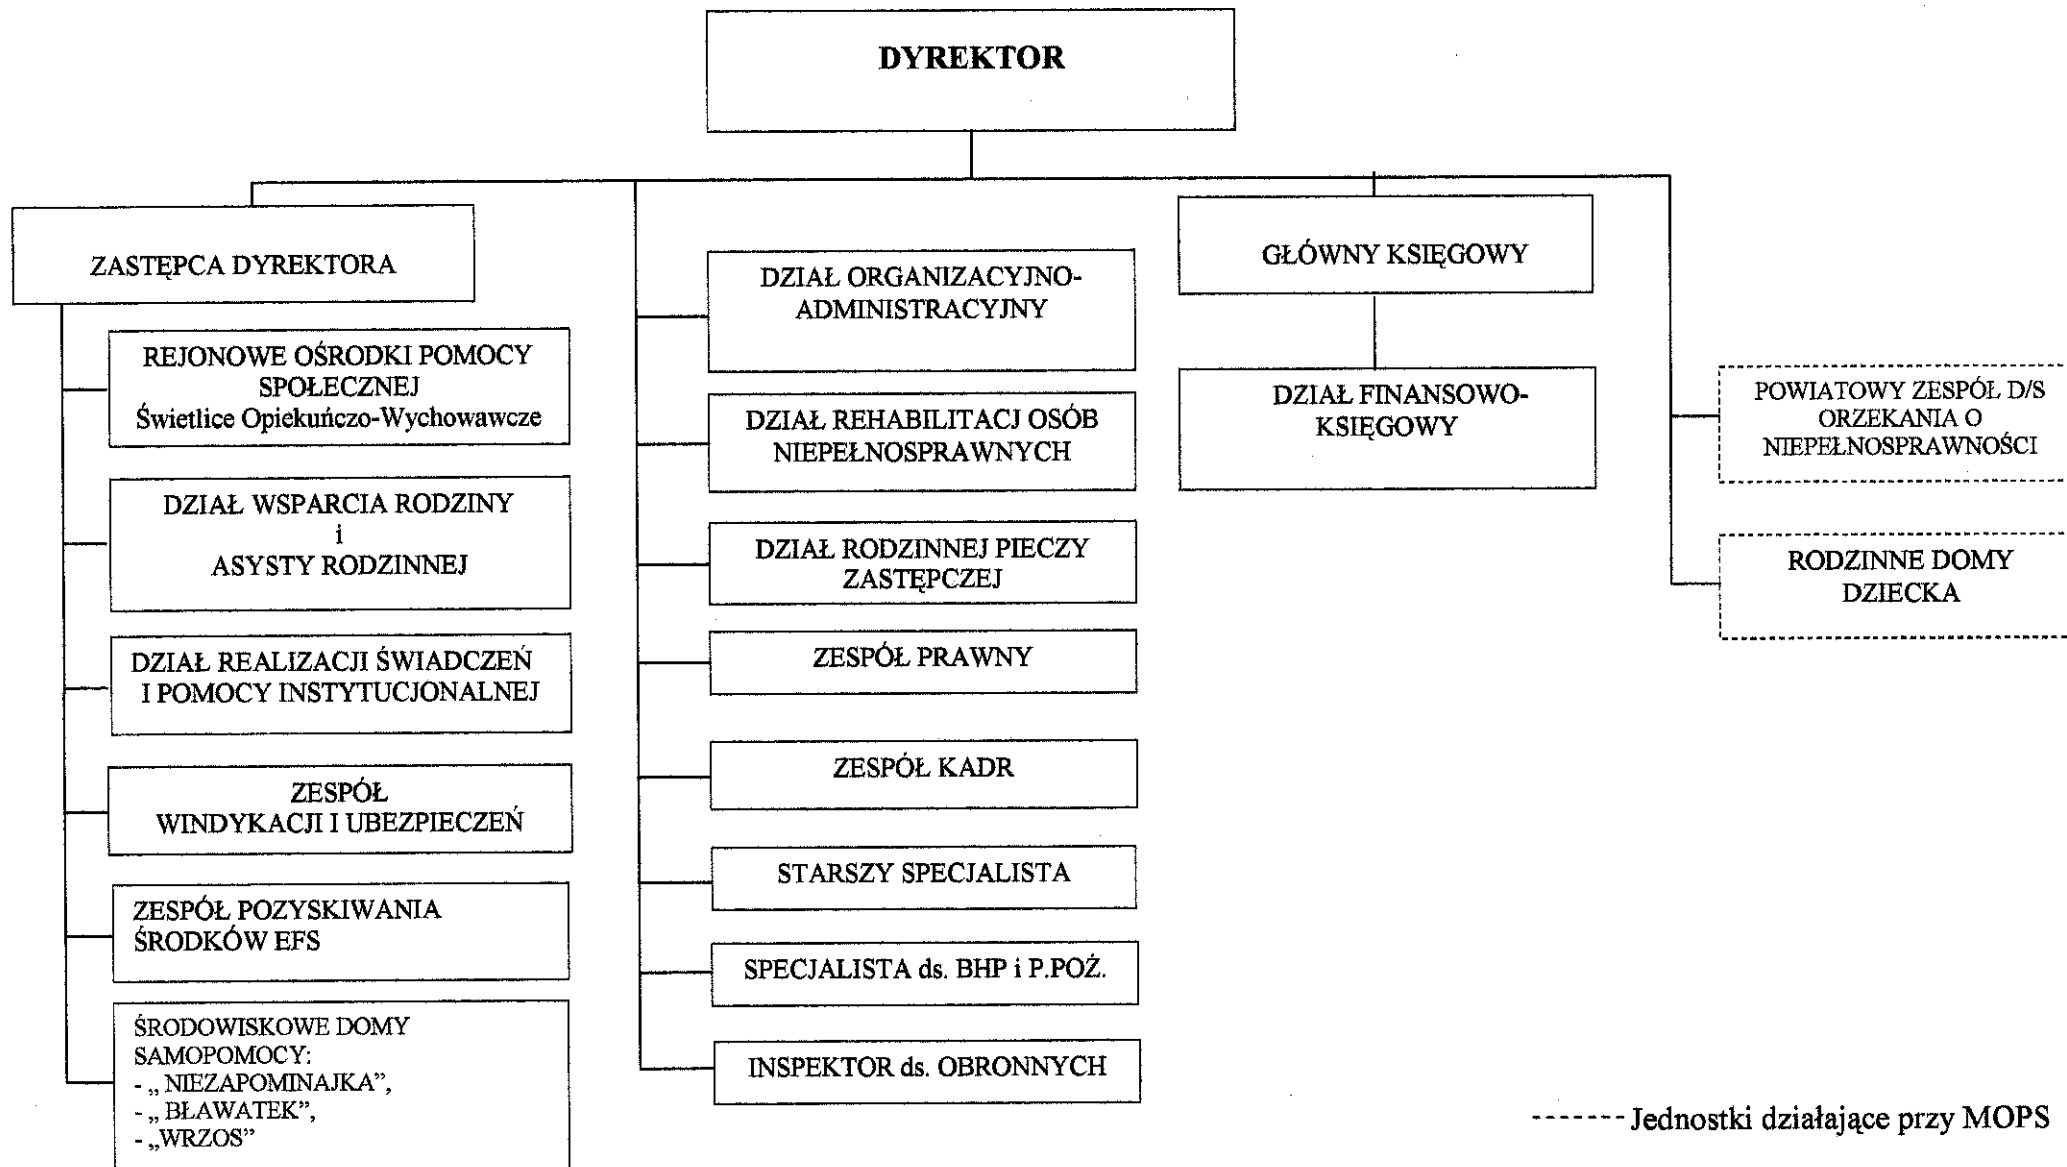 DYREKTOR
ZASTĘPCA DYREKTORA
REJONOWE OŚRODKI POMOCY
SPOŁECZNEJ
Świetlice Opiekuńczo-Wychowawcze
DZIAŁ WSPARCIA RODZINY
i
ASYSTY RODZINNEJ
DZIAŁ REALIZACJI ŚWIADCZEŃ
I POMOCY INSTYTUCJONALNEJ
ZESPÓŁ
WINDYKACJI I UBEZPIECZEŃ
ZESPÓŁ POZYSKIWANIA
ŚRODKÓW EFS
ŚRODOWISKOWE DOMY
SAMOPOMOCY:
- „ NIEZAPOMINAJKA”,
- „ BŁAWATEK”,
- „WRZOS”
DZIAŁ ORGANIZACYJNO-
ADMINISTRACYJNY
DZIAŁ REHABILITACJ OSÓB
NIEPEŁNOSPRAWNYCH
DZIAŁ RODZINNEJ PIECZY
ZASTĘPCZEJ
ZESPÓŁ PRAWNY
ZESPÓŁ KADR
STARSZY SPECJALISTA
SPECJALISTA ds. BHP i P.POŻ.
INSPEKTOR ds. OBRONNYCH
GŁÓWNY KSIĘGOWY
DZIAŁ FINANSOWO-
KSIĘGOWY
POWIATOWY ZESPÓŁ D/S
ORZEKANIA O
NIEPEŁNOSPRAWNOŚCI
RODZINNE DOMY
DZIECKA
------- Jednostki działające przy MOPS